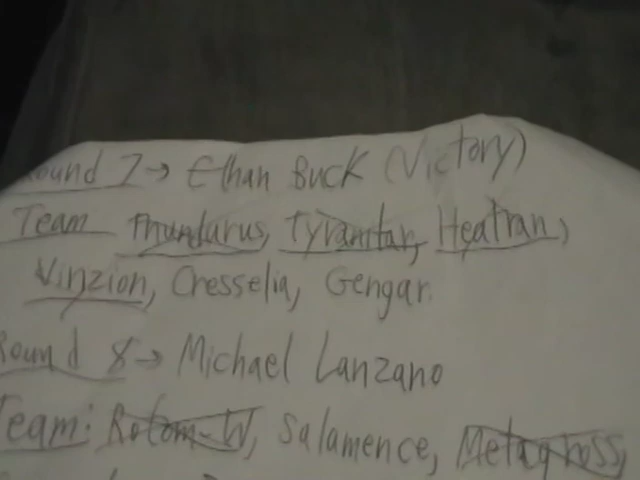 Round 7→ Ethan Buck (Victory)
Team Thundurus, Tyranitar, Heatran,
Virizion, Cresselia, Gengar
Round 8→ Michael Lanzano
Team: Rotom-W, Salamence, Metagross,